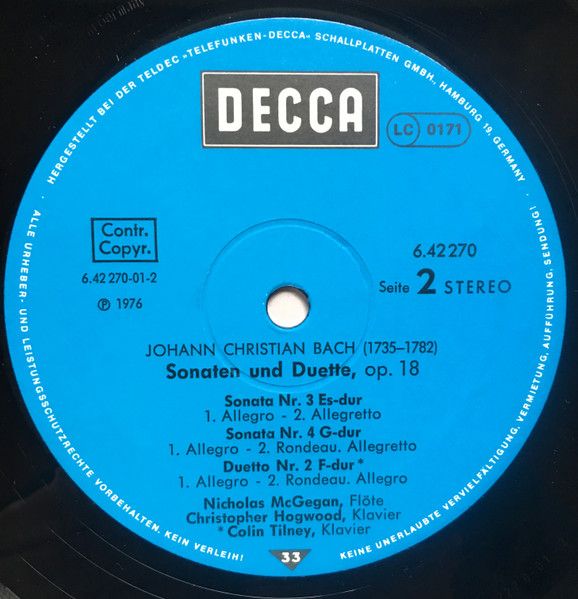 HERGESTELLT BEI DER TELDEC »TELEFUNKEN-DECCA« SCHALLPLATTEN GMBH, HAMBURG 19, GERMANY
DECCA
LC 0171
Contr.
Copyr.
6.42 270-01-2
Ⓟ 1976
6.42 270
Seite 2 STEREO
JOHANN CHRISTIAN BACH (1735–1782)
Sonaten und Duette, op. 18
Sonata Nr. 3 Es-dur
1. Allegro - 2. Allegretto
Sonata Nr. 4 G-dur
1. Allegro - 2. Rondeau. Allegretto
Duetto Nr. 2 F-dur*
1. Allegro - 2. Rondeau. Allegro
Nicholas McGegan, Flöte
Christopher Hogwood, Klavier
*Colin Tilney, Klavier
33
ALLE URHEBER- UND LEISTUNGSSCHUTZRECHTE VORBEHALTEN. KEIN VERLEIH!
KEINE UNERLAUBTE VERVIELFÄLTIGUNG, VERMIETUNG, AUFFÜHRUNG, SENDUNG!